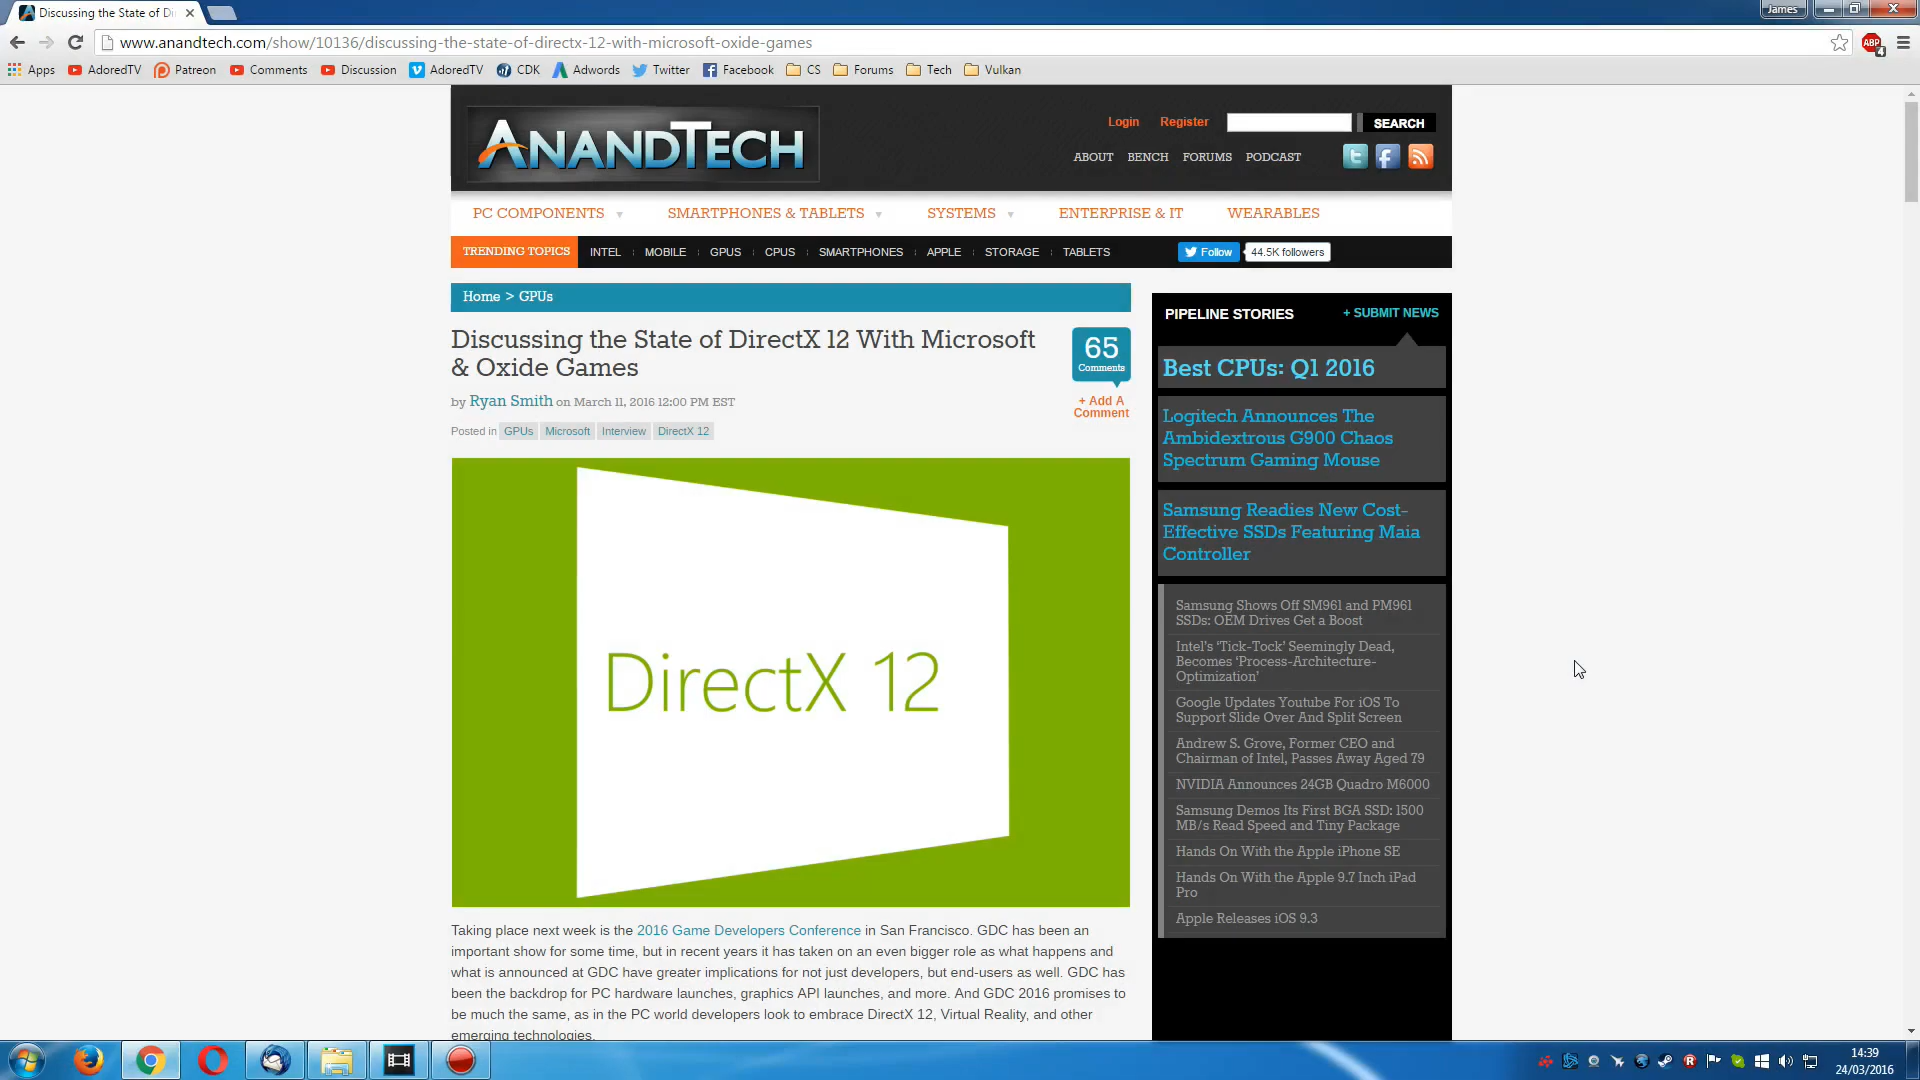 Discussing the State of Di
James
www.anandtech.com/show/10136/discussing-the-state-of-directx-12-with-microsoft-oxide-games
ABP 4
Apps AdoredTV Patreon Comments Discussion AdoredTV CDK Adwords Twitter Facebook CS Forums Tech Vulkan
ANANDTECH
Login Register SEARCH
ABOUT BENCH FORUMS PODCAST
PC COMPONENTS SMARTPHONES & TABLETS SYSTEMS ENTERPRISE & IT WEARABLES
TRENDING TOPICS INTEL MOBILE GPUS CPUS SMARTPHONES APPLE STORAGE TABLETS Follow 44.5K followers
Home > GPUs
Discussing the State of DirectX 12 With Microsoft
& Oxide Games
65
Comments
+ Add A
Comment
by Ryan Smith on March 11, 2016 12:00 PM EST
Posted in GPUs Microsoft Interview DirectX 12
DirectX 12
Taking place next week is the 2016 Game Developers Conference in San Francisco. GDC has been an
important show for some time, but in recent years it has taken on an even bigger role as what happens and
what is announced at GDC have greater implications for not just developers, but end-users as well. GDC has
been the backdrop for PC hardware launches, graphics API launches, and more. And GDC 2016 promises to
be much the same, as in the PC world developers look to embrace DirectX 12, Virtual Reality, and other
emerging technologies.
PIPELINE STORIES + SUBMIT NEWS
Best CPUs: Q1 2016
Logitech Announces The
Ambidextrous G900 Chaos
Spectrum Gaming Mouse
Samsung Readies New Cost-
Effective SSDs Featuring Maia
Controller
Samsung Shows Off SM961 and PM961
SSDs: OEM Drives Get a Boost
Intel's 'Tick-Tock' Seemingly Dead,
Becomes 'Process-Architecture-
Optimization'
Google Updates Youtube For iOS To
Support Slide Over And Split Screen
Andrew S. Grove, Former CEO and
Chairman of Intel, Passes Away Aged 79
NVIDIA Announces 24GB Quadro M6000
Samsung Demos Its First BGA SSD: 1500
MB/s Read Speed and Tiny Package
Hands On With the Apple iPhone SE
Hands On With the Apple 9.7 Inch iPad
Pro
Apple Releases iOS 9.3
14:39
24/03/2016